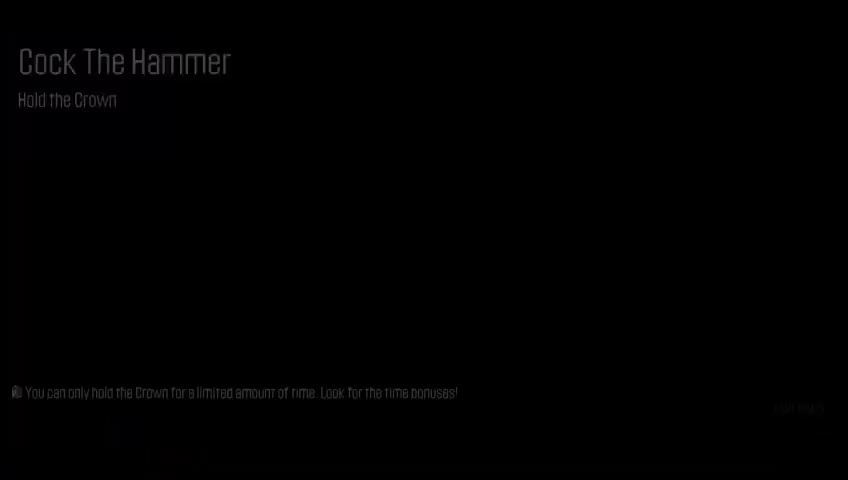 Cock The Hammer
Hold the Crown
You can only hold the Crown for a limited amount of time. Look for the time bonuses!